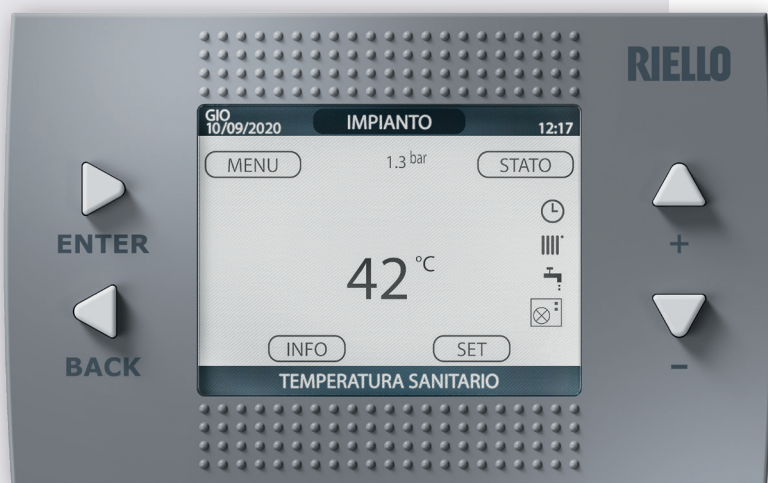 RIELLO
GIO
10/09/2020
IMPIANTO
12:17
MENU
1.3 bar
STATO
ENTER
+
42 °C
BACK
-
INFO
SET
TEMPERATURA SANITARIO